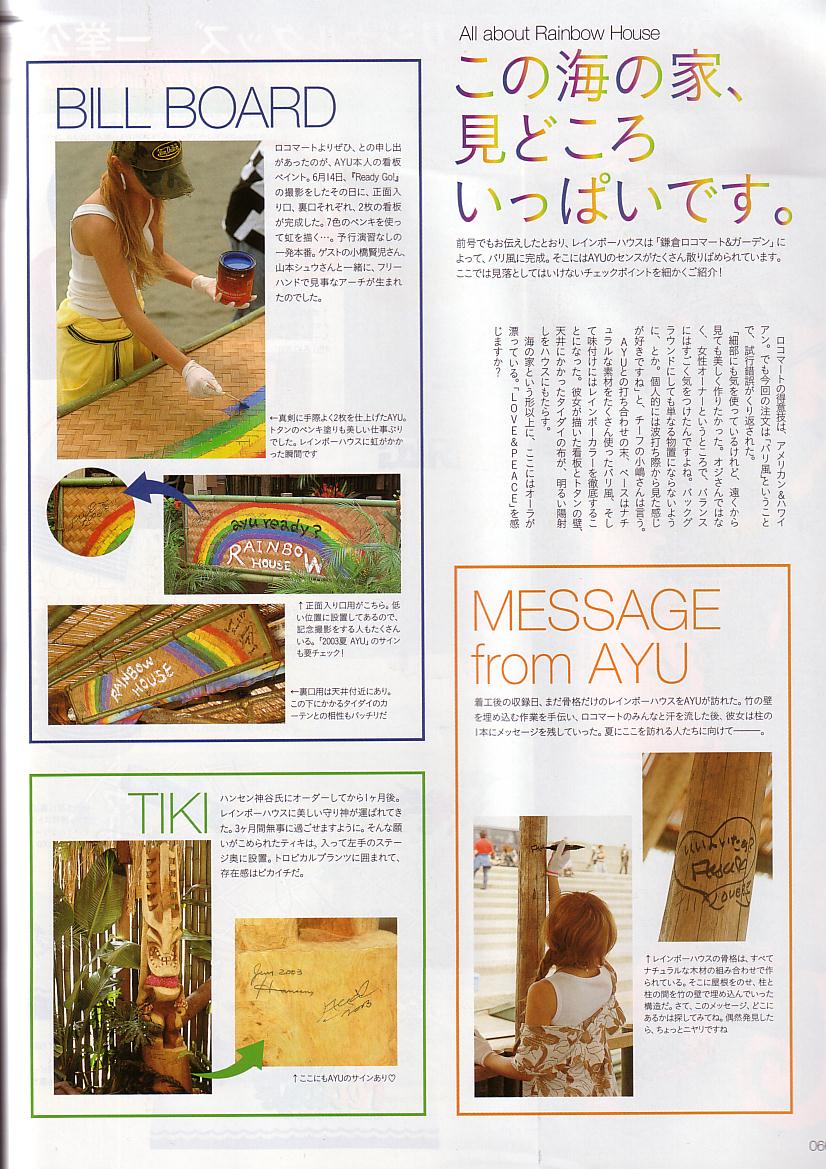 All about Rainbow House
この海の家、
見どころ
いっぱいです。
前号でもお伝えしたとおり、レインボーハウスは「鎌倉ロコマート&ガーデン」に
よって、バリ風に完成。そこにはAYUのセンスがたくさん散りばめられています。
ここでは見落としてはいけないチェックポイントを細かくご紹介！
ロコマートの得意技は、アメリカン＆ハワイ
アン。でも今回の注文は「バリ風」ということ
で、試行錯誤がくり返された。
「細部にも気を使っているけれど、遠くから
見ても美しく作りたかった。オジさんではな
く、女性オーナーというところで、バランス
にはすごく気をつけたんですよね。バックグ
ラウンドにしても単なる物置にならないよう
に、とか。個人的には波打ち際から見た感じ
が好きですね」と、チーフの小嶋さんは言う。
AYUとの打ち合わせの末、ベースはナチ
ュラルな素材をたくさん使ったバリ風、そし
て味付けにはレインボーカラーを徹底するこ
とになった。彼女が描いた看板とトタンの壁、
天井にかかったタイダイの布が、明るい陽射
しをハウスにもたらす。
海の家という形以上に、ここにはオーラが
漂っている。「LOVE&PEACE」を感
じますか？
BILL BOARD
ロコマートよりぜひ、との申し出
があったのが、AYU本人の看板
ペイント。6月14日、『Ready Go!』
の撮影をしたその日に、正面入
り口、裏口それぞれ、2枚の看板
が完成した。7色のペンキを使っ
て虹を描く…。予行演習なしの
一発本番。ゲストの小橋賢児さん、
山本シュウさんと一緒に、フリー
ハンドで見事なアーチが生まれ
たのでした。
←真剣に手際よく2枚を仕上げたAYU。
トタンのペンキ塗りも美しい仕事ぶり
でした。レインボーハウスに虹がかかっ
た瞬間です
ayu ready?
RAINBOW
HOUSE
↑正面入り口用がこちら。低
い位置に設置してあるので、
記念撮影をする人もたくさん
いる。「2003夏 AYU」のサイン
も要チェック！
RAINBOW
HOUSE
←裏口用は天井付近にあり。
この下にかかるタイダイのカ
ーテンとの相性もバッチリだ
TIKI
ハンセン神谷氏にオーダーしてから1ヶ月後。
レインボーハウスに美しい守り神が運ばれてき
た。3ヶ月間無事に過ごせますように。そんな願
いがこめられたティキは、入って左手のステー
ジ奥に設置。トロピカルプランツに囲まれて、
存在感はピカイチだ。
Jun 2003
2003
↑ここにもAYUのサインあり♡
MESSAGE
from AYU
着工後の収録日、まだ骨格だけのレインボーハウスをAYUが訪れた。竹の壁
を埋め込む作業を手伝い、ロコマートのみんなと汗を流した後、彼女は柱の
1本にメッセージを残していった。夏にここを訪れる人たちに向けて———。
↑レインボーハウスの骨格は、すべて
ナチュラルな木材の組み合わせで作
られている。そこに屋根をのせ、柱と
柱の間を竹の壁で埋め込んでいった
構造だ。さて、このメッセージ、どこに
あるかは探してみてね。偶然発見した
ら、ちょっとニヤリですね